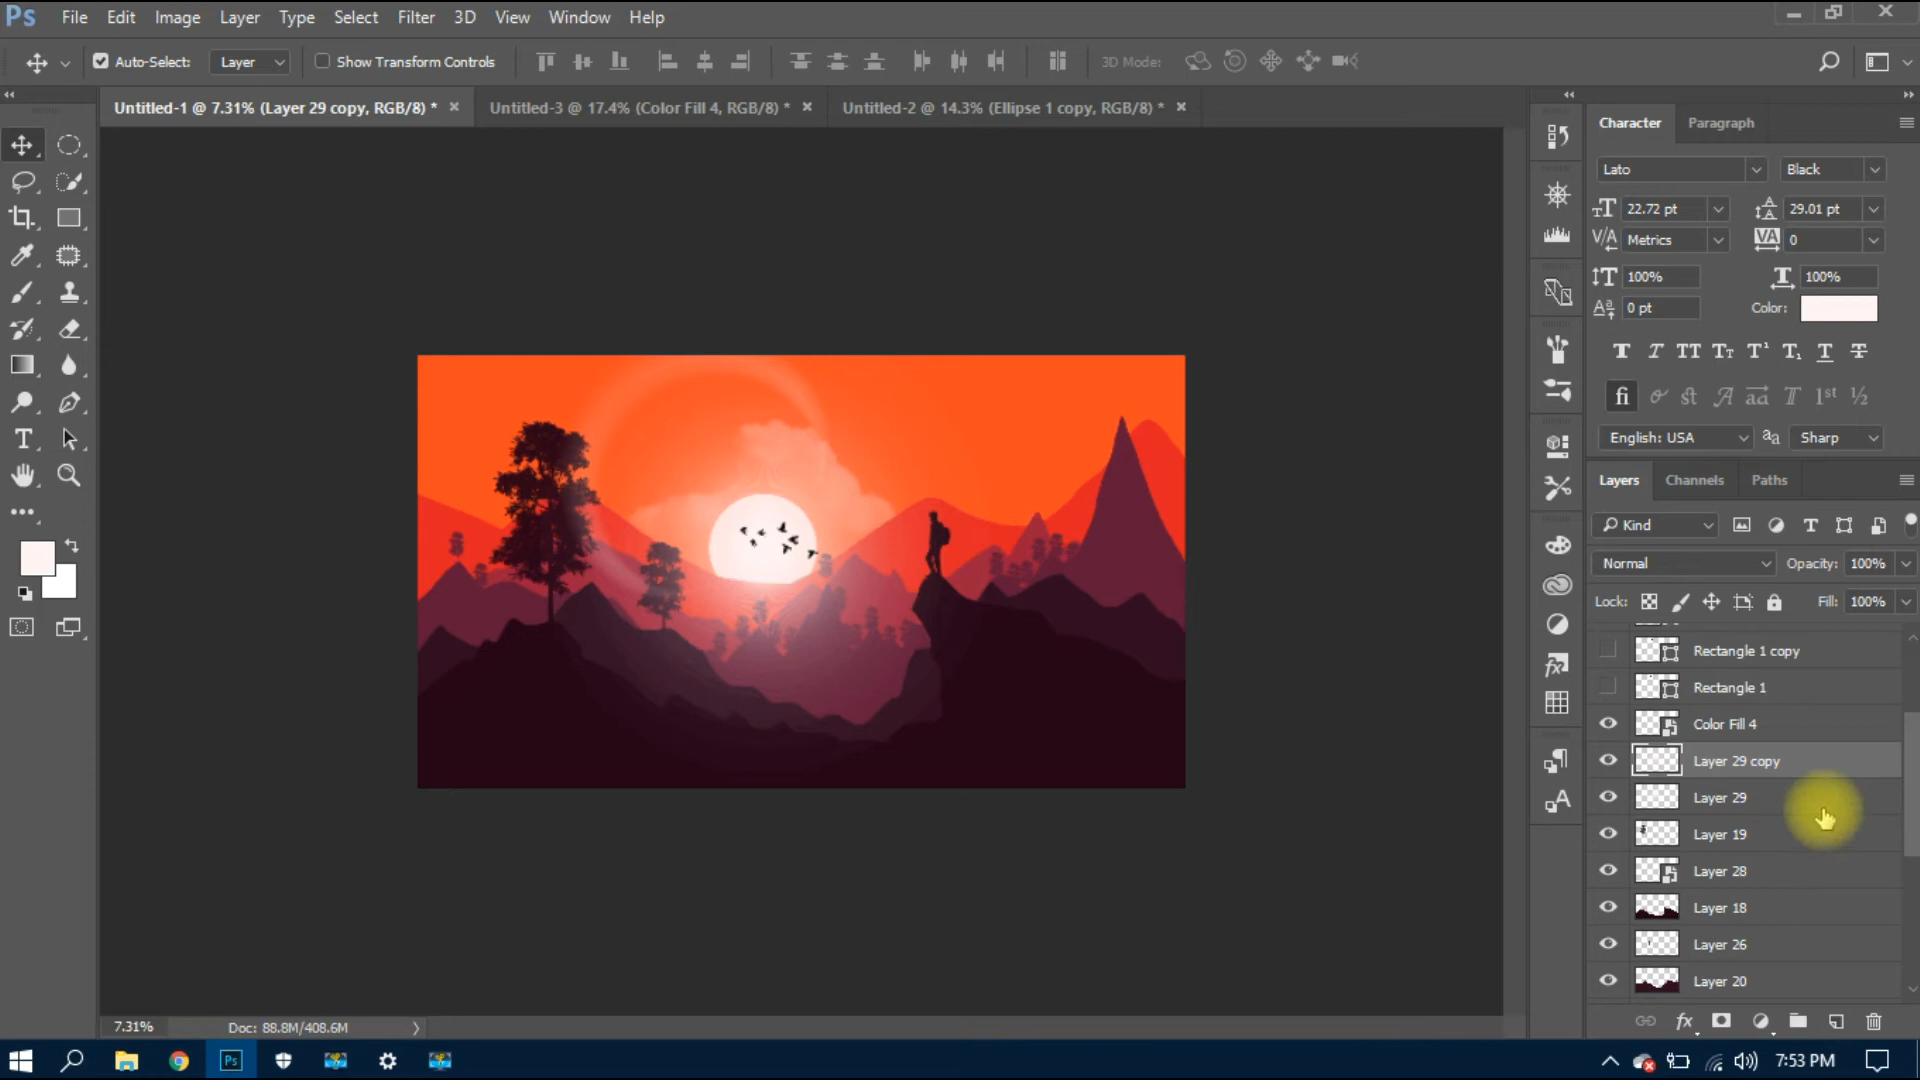 Ps File Edit Image Layer Type Select Filter 3D View Window Help
Auto-Select: Layer Show Transform Controls 3D Mode:
Untitled-1 @ 7.31% (Layer 29 copy, RGB/8) * Untitled-3 @ 17.4% (Color Fill 4, RGB/8) * Untitled-2 @ 14.3% (Ellipse 1 copy, RGB/8) *
Character Paragraph
Lato Black
22.72 pt 29.01 pt
Metrics 0
100% 100%
0 pt Color:
English: USA aa Sharp
Layers Channels Paths
Kind
Normal Opacity: 100%
Lock: Fill: 100%
Rectangle 1 copy
Rectangle 1
Color Fill 4
Layer 29 copy
Layer 29
Layer 19
Layer 28
Layer 18
Layer 26
Layer 20
7.31% Doc: 88.8M/408.6M
Ps 7:53 PM